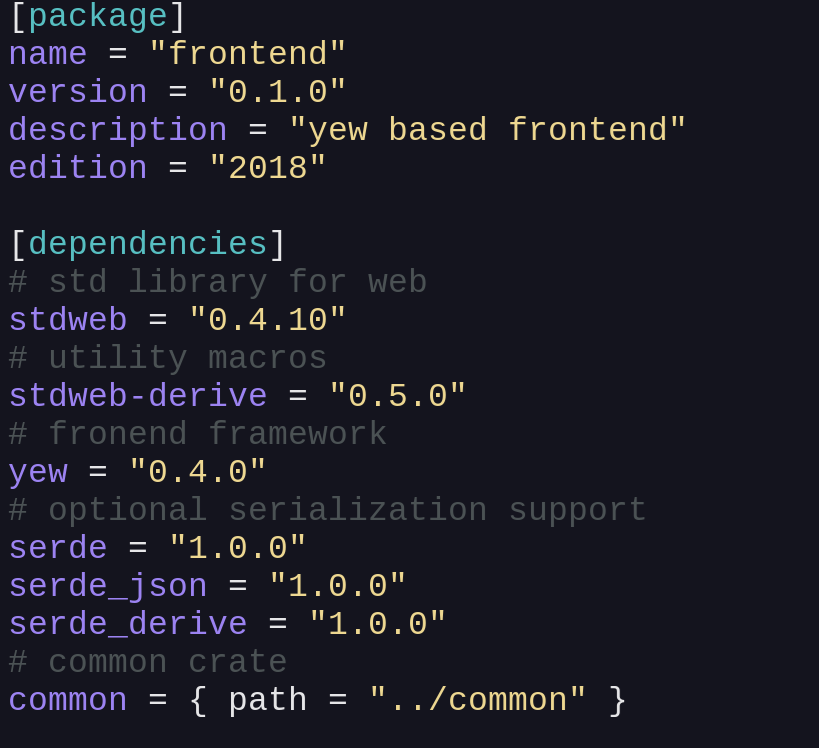 [package]
name = "frontend"
version = "0.1.0"
description = "yew based frontend"
edition = "2018"

[dependencies]
# std library for web
stdweb = "0.4.10"
# utility macros
stdweb-derive = "0.5.0"
# fronend framework
yew = "0.4.0"
# optional serialization support
serde = "1.0.0"
serde_json = "1.0.0"
serde_derive = "1.0.0"
# common crate
common = { path = "../common" }